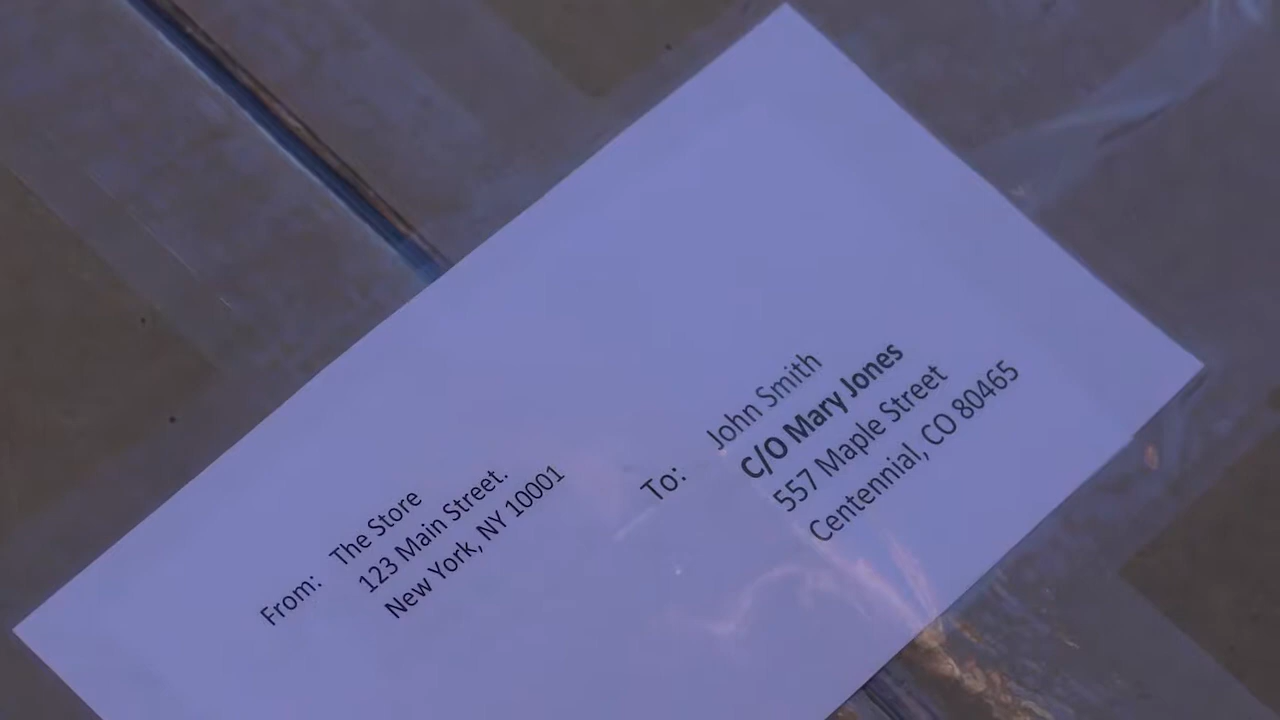 From: The Store
123 Main Street.
New York, NY 10001
To: John Smith
C/O Mary Jones
557 Maple Street
Centennial, CO 80465